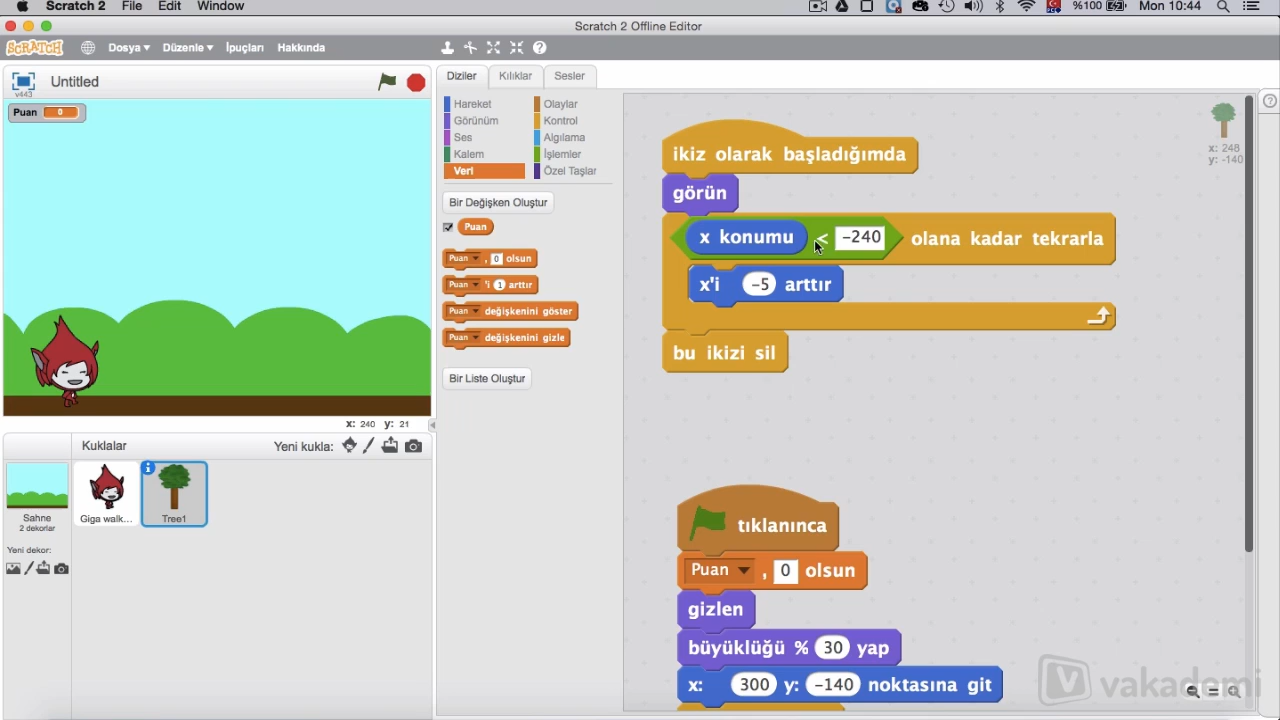 Scratch 2 File Edit Window %100 Mon 10:44
Scratch 2 Offline Editor
SCRATCH Dosya Düzenle İpuçları Hakkında
v443 Untitled
Puan 0
Diziler Kılıklar Sesler
Hareket Olaylar
Görünüm Kontrol
Ses Algılama
Kalem İşlemler
Veri Özel Taşlar
Bir Değişken Oluştur
Puan
Puan , 0 olsun
Puan 'i 1 arttır
Puan değişkenini göster
Puan değişkenini gizle
Bir Liste Oluştur
x: 248
y: -140
ikiz olarak başladığımda
görün
x konumu < -240 olana kadar tekrarla
x'i -5 arttır
bu ikizi sil
tıklanınca
Puan , 0 olsun
gizlen
büyüklüğü % 30 yap
x: 300 y: -140 noktasına git
x: 240 y: 21
Kuklalar Yeni kukla:
Sahne
2 dekorlar
Giga walk...
Tree1
Yeni dekor:
vakademi